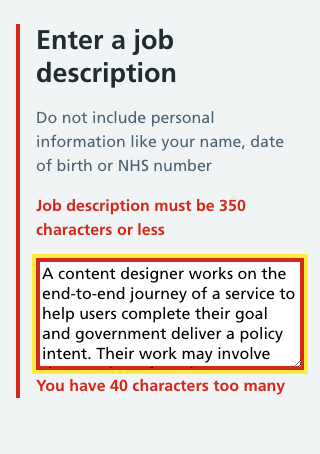 Enter a job
description
Do not include personal
information like your name, date
of birth or NHS number
Job description must be 350
characters or less
A content designer works on the
end-to-end journey of a service to
help users complete their goal
and government deliver a policy
intent. Their work may involve
You have 40 characters too many